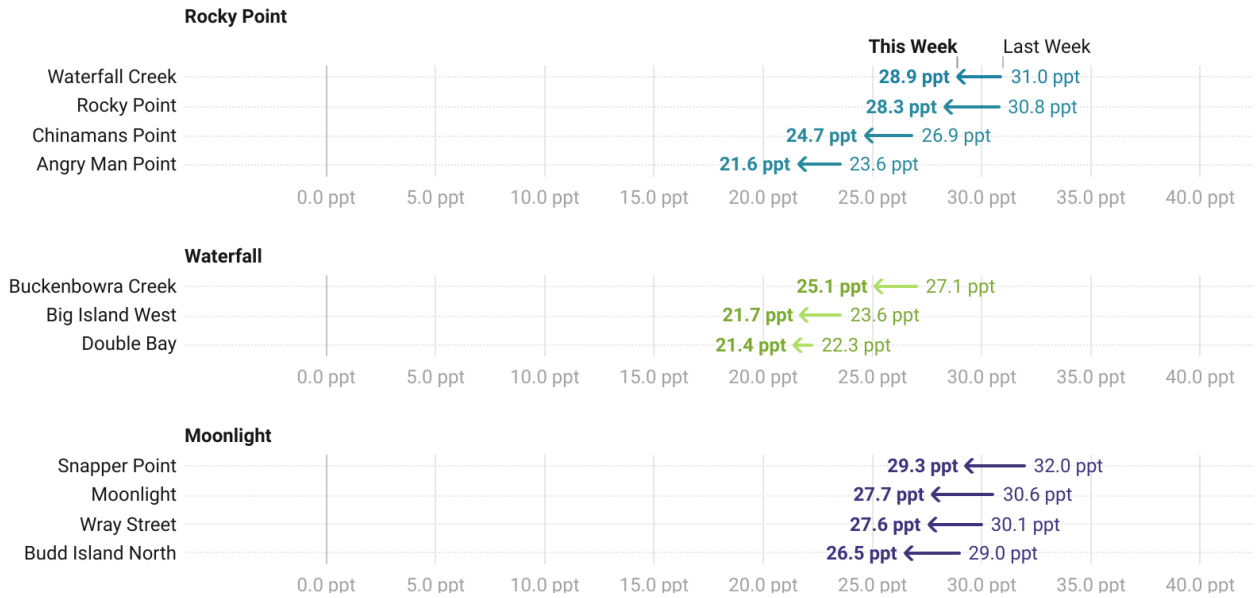 Rocky Point
This Week Last Week
Waterfall Creek 28.9 ppt 31.0 ppt
Rocky Point 28.3 ppt 30.8 ppt
Chinamans Point 24.7 ppt 26.9 ppt
Angry Man Point 21.6 ppt 23.6 ppt
0.0 ppt 5.0 ppt 10.0 ppt 15.0 ppt 20.0 ppt 25.0 ppt 30.0 ppt 35.0 ppt 40.0 ppt
Waterfall
Buckenbowra Creek 25.1 ppt 27.1 ppt
Big Island West 21.7 ppt 23.6 ppt
Double Bay 21.4 ppt 22.3 ppt
0.0 ppt 5.0 ppt 10.0 ppt 15.0 ppt 20.0 ppt 25.0 ppt 30.0 ppt 35.0 ppt 40.0 ppt
Moonlight
Snapper Point 29.3 ppt 32.0 ppt
Moonlight 27.7 ppt 30.6 ppt
Wray Street 27.6 ppt 30.1 ppt
Budd Island North 26.5 ppt 29.0 ppt
0.0 ppt 5.0 ppt 10.0 ppt 15.0 ppt 20.0 ppt 25.0 ppt 30.0 ppt 35.0 ppt 40.0 ppt